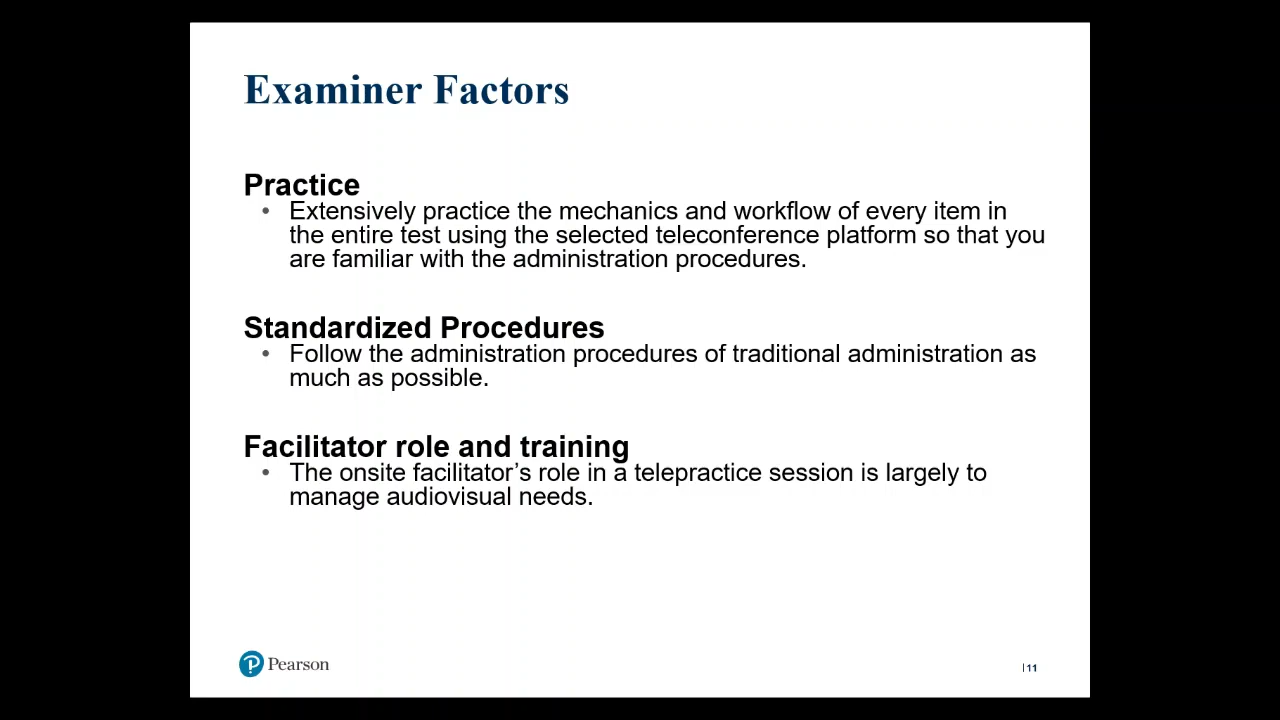 Examiner Factors
Practice
• Extensively practice the mechanics and workflow of every item in
the entire test using the selected teleconference platform so that you
are familiar with the administration procedures.
Standardized Procedures
• Follow the administration procedures of traditional administration as
much as possible.
Facilitator role and training
• The onsite facilitator’s role in a telepractice session is largely to
manage audiovisual needs.
Pearson
| 11